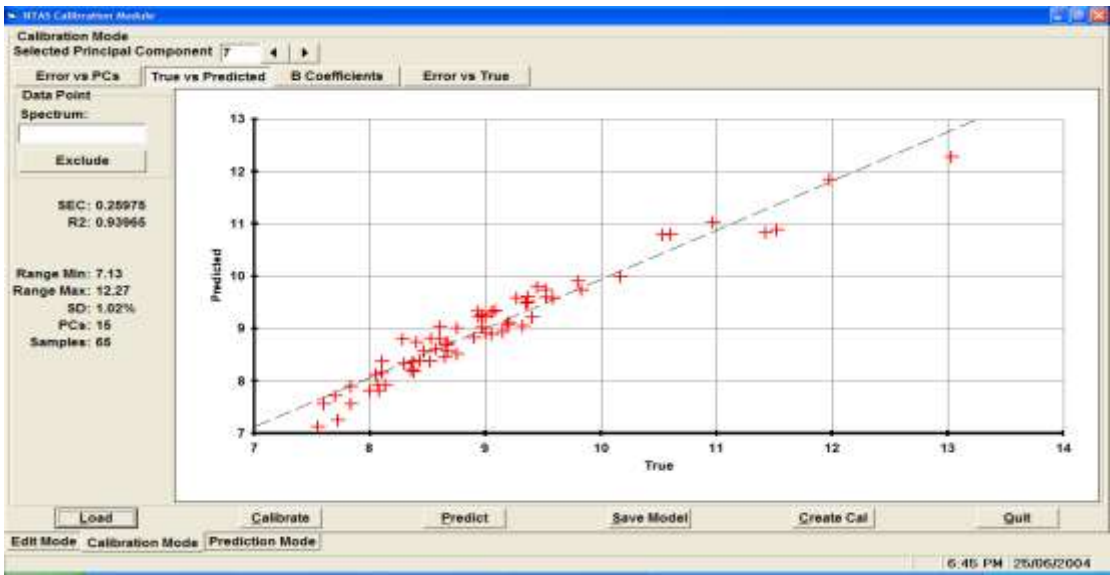 NTAS Calibration Module
Calibration Mode
Selected Principal Component 7
Error vs PCs True vs Predicted B Coefficients Error vs True
Data Point
Spectrum:
Exclude
SEC: 0.25975
R2: 0.93965
Range Min: 7.13
Range Max: 12.27
SD: 1.02%
PCs: 15
Samples: 65
13
12
11
10
9
8
7
Predicted
7 8 9 10 11 12 13 14
True
Load Calibrate Predict Save Model Create Cal Quit
Edit Mode Calibration Mode Prediction Mode
6:45 PM 25/06/2004